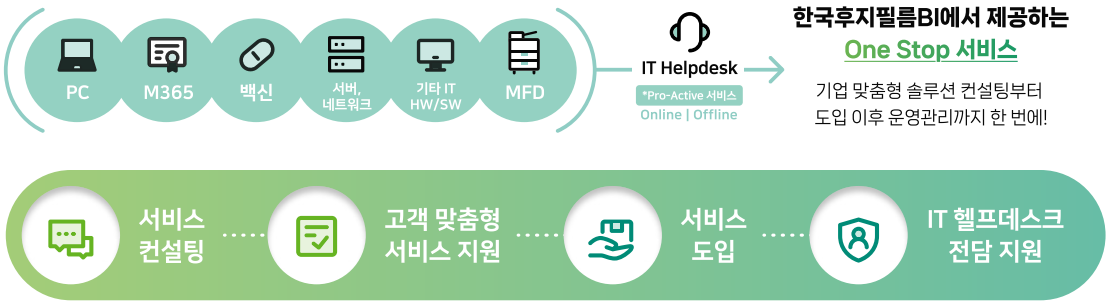 PC
M365
백신
서버,
네트워크
기타 IT
HW/SW
MFD
IT Helpdesk
*Pro-Active 서비스
Online | Offline
한국후지필름BI에서 제공하는
One Stop 서비스
기업 맞춤형 솔루션 컨설팅부터
도입 이후 운영관리까지 한 번에!
서비스
컨설팅
고객 맞춤형
서비스 지원
서비스
도입
IT 헬프데스크
전담 지원